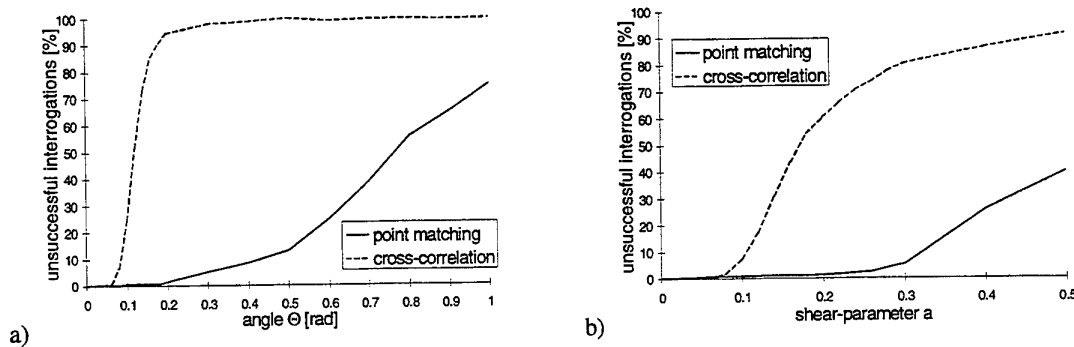 unsuccessful interrogations [%]
100
90
80
70
60
50
40
30
20
10
0
point matching
cross-correlation
0 0.1 0.2 0.3 0.4 0.5 0.6 0.7 0.8 0.9 1
angle Θ [rad]
a)
unsuccessful interrogations [%]
100
90
80
70
60
50
40
30
20
10
0
point matching
cross-correlation
0 0.1 0.2 0.3 0.4 0.5
shear-parameter a
b)